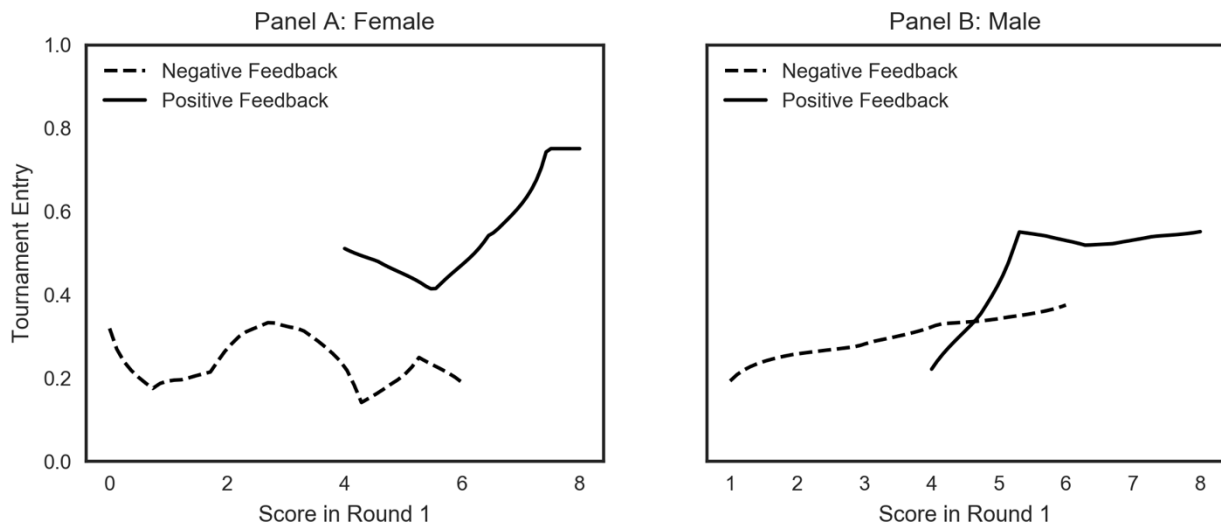 Panel A: Female
Negative Feedback
Positive Feedback
Tournament Entry
1.0
0.8
0.6
0.4
0.2
0.0
0 2 4 6 8
Score in Round 1
Panel B: Male
Negative Feedback
Positive Feedback
1 2 3 4 5 6 7 8
Score in Round 1